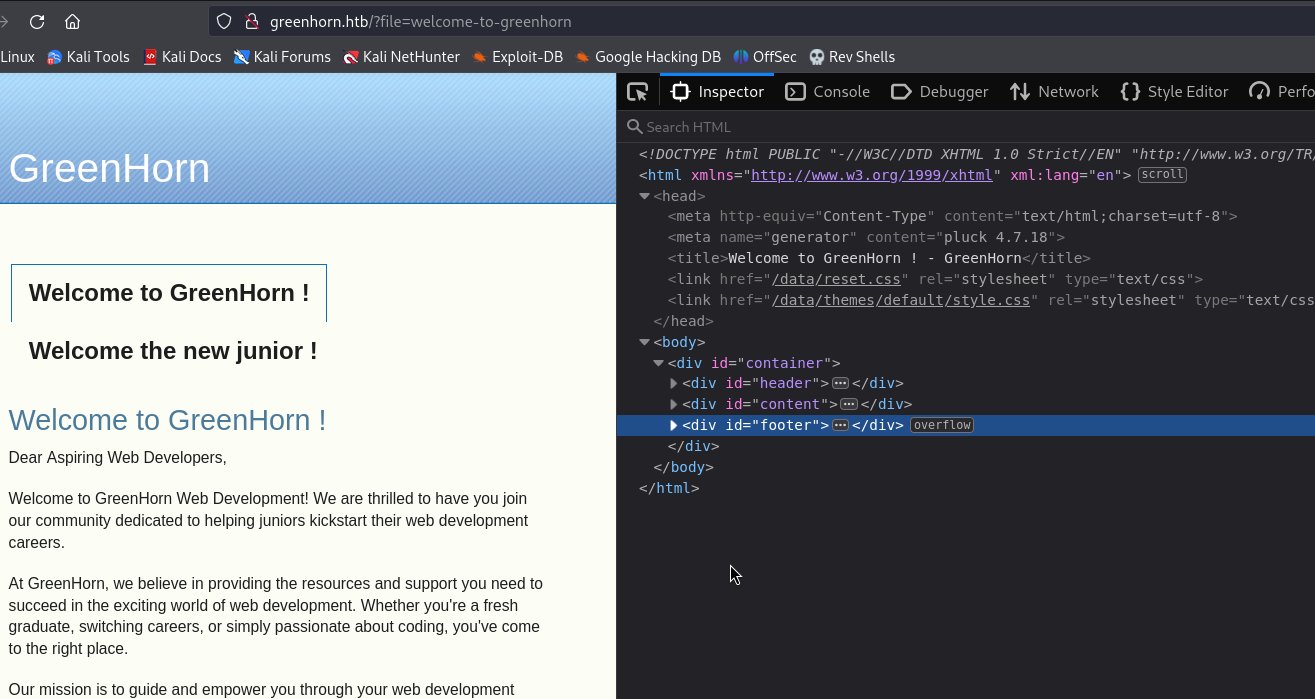 greenhorn.htb/?file=welcome-to-greenhorn
Linux Kali Tools Kali Docs Kali Forums Kali NetHunter Exploit-DB Google Hacking DB OffSec Rev Shells
GreenHorn
Welcome to GreenHorn !
Welcome the new junior !
Welcome to GreenHorn !
Dear Aspiring Web Developers,
Welcome to GreenHorn Web Development! We are thrilled to have you join
our community dedicated to helping juniors kickstart their web development
careers.
At GreenHorn, we believe in providing the resources and support you need to
succeed in the exciting world of web development. Whether you're a fresh
graduate, switching careers, or simply passionate about coding, you've come
to the right place.
Our mission is to guide and empower you through your web development
Inspector Console Debugger Network Style Editor Perfo
Search HTML
<!DOCTYPE html PUBLIC "-//W3C//DTD XHTML 1.0 Strict//EN" "http://www.w3.org/TR/
<html xmlns="http://www.w3.org/1999/xhtml" xml:lang="en"> scroll
<head>
<meta http-equiv="Content-Type" content="text/html;charset=utf-8">
<meta name="generator" content="pluck 4.7.18">
<title>Welcome to GreenHorn ! - GreenHorn</title>
<link href="/data/reset.css" rel="stylesheet" type="text/css">
<link href="/data/themes/default/style.css" rel="stylesheet" type="text/css
</head>
<body>
<div id="container">
<div id="header">•••</div>
<div id="content">•••</div>
<div id="footer">•••</div> overflow
</div>
</body>
</html>